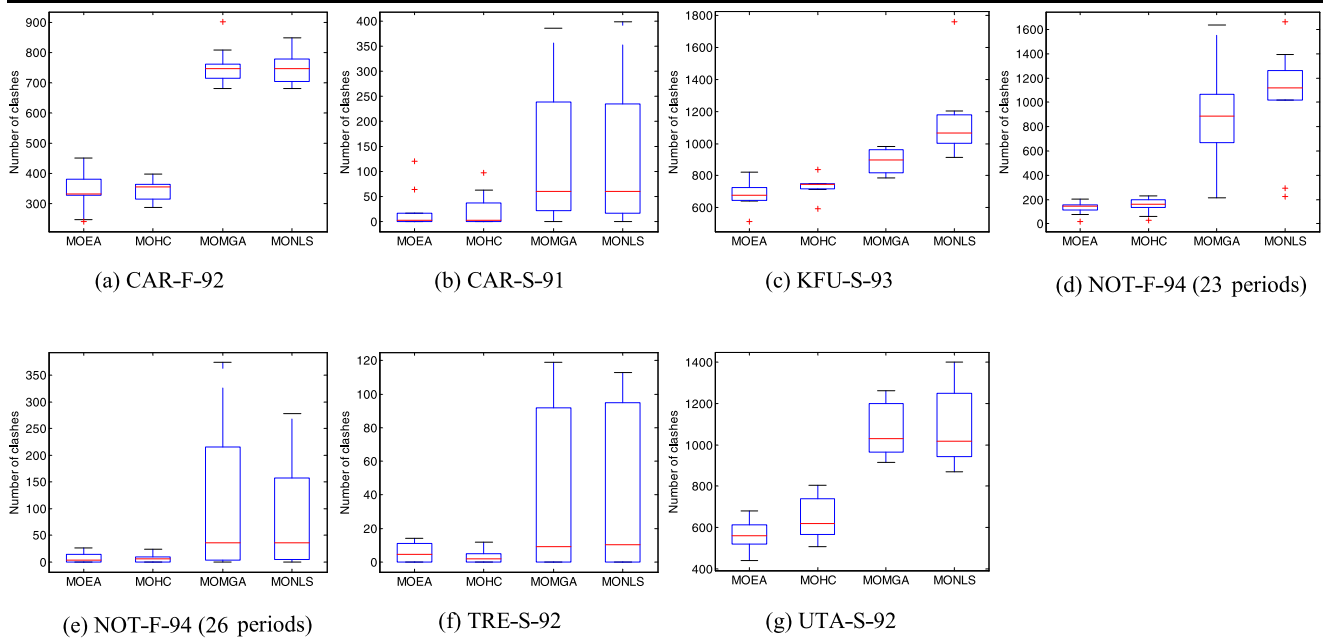 Number of clashes
900
800
700
600
500
400
300
MOEA MOHC MOMGA MONLS
(a) CAR-F-92
Number of clashes
400
350
300
250
200
150
100
50
0
MOEA MOHC MOMGA MONLS
(b) CAR-S-91
Number of clashes
1800
1600
1400
1200
1000
800
600
MOEA MOHC MOMGA MONLS
(c) KFU-S-93
Number of clashes
1600
1400
1200
1000
800
600
400
200
0
MOEA MOHC MOMGA MONLS
(d) NOT-F-94 (23 periods)
Number of clashes
350
300
250
200
150
100
50
0
MOEA MOHC MOMGA MONLS
(e) NOT-F-94 (26 periods)
Number of clashes
120
100
80
60
40
20
0
MOEA MOHC MOMGA MONLS
(f) TRE-S-92
Number of clashes
1400
1200
1000
800
600
400
MOEA MOHC MOMGA MONLS
(g) UTA-S-92